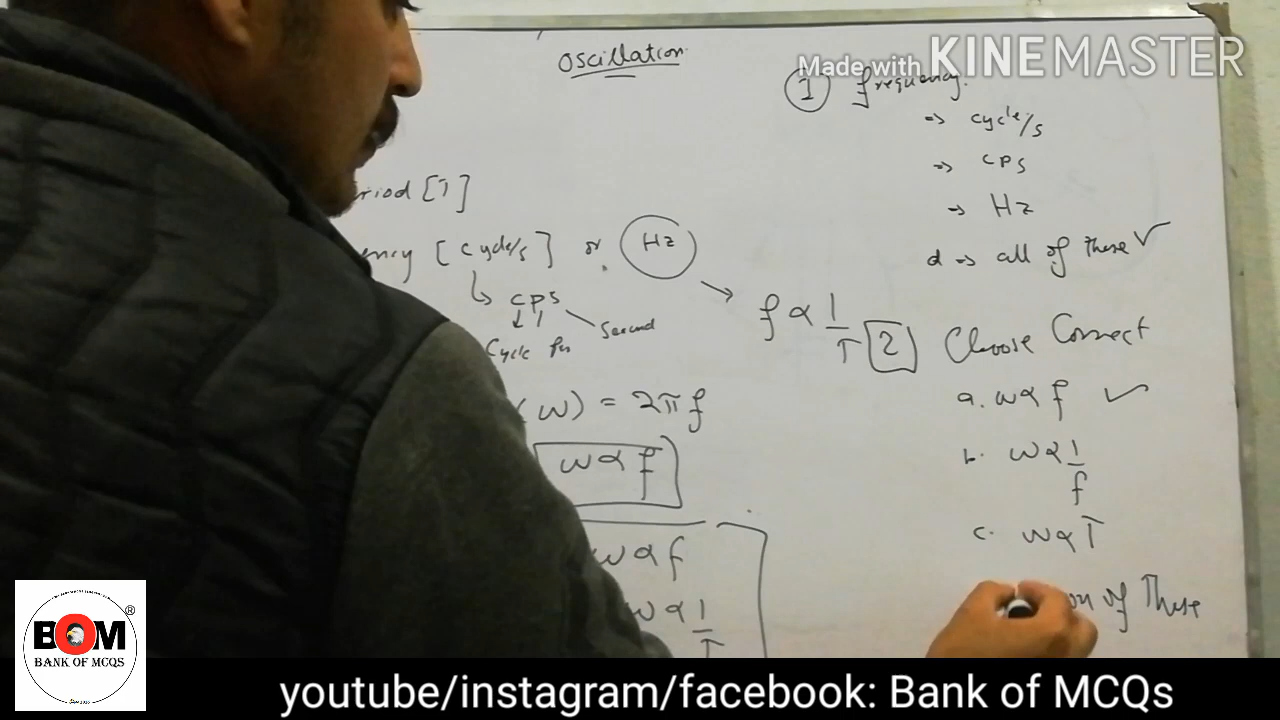 Oscillation
Made with KINEMASTER
1 frequency.
⇒ cycle/s
⇒ CPS
→ Hz
d ⇒ all of These ✓
riod [T]
ency [cycle/s] or Hz
↳ CPS
Cycle Per Second
f ∝ 1/T
(ω) = 2πf
ω ∝ f
ω ∝ f
ω ∝ 1/T
2 Choose Correct
a. ω ∝ f ✓
b. ω ∝ 1/f
c. ω ∝ T
of These
BOM ®
BANK OF MCQS
youtube/instagram/facebook: Bank of MCQs